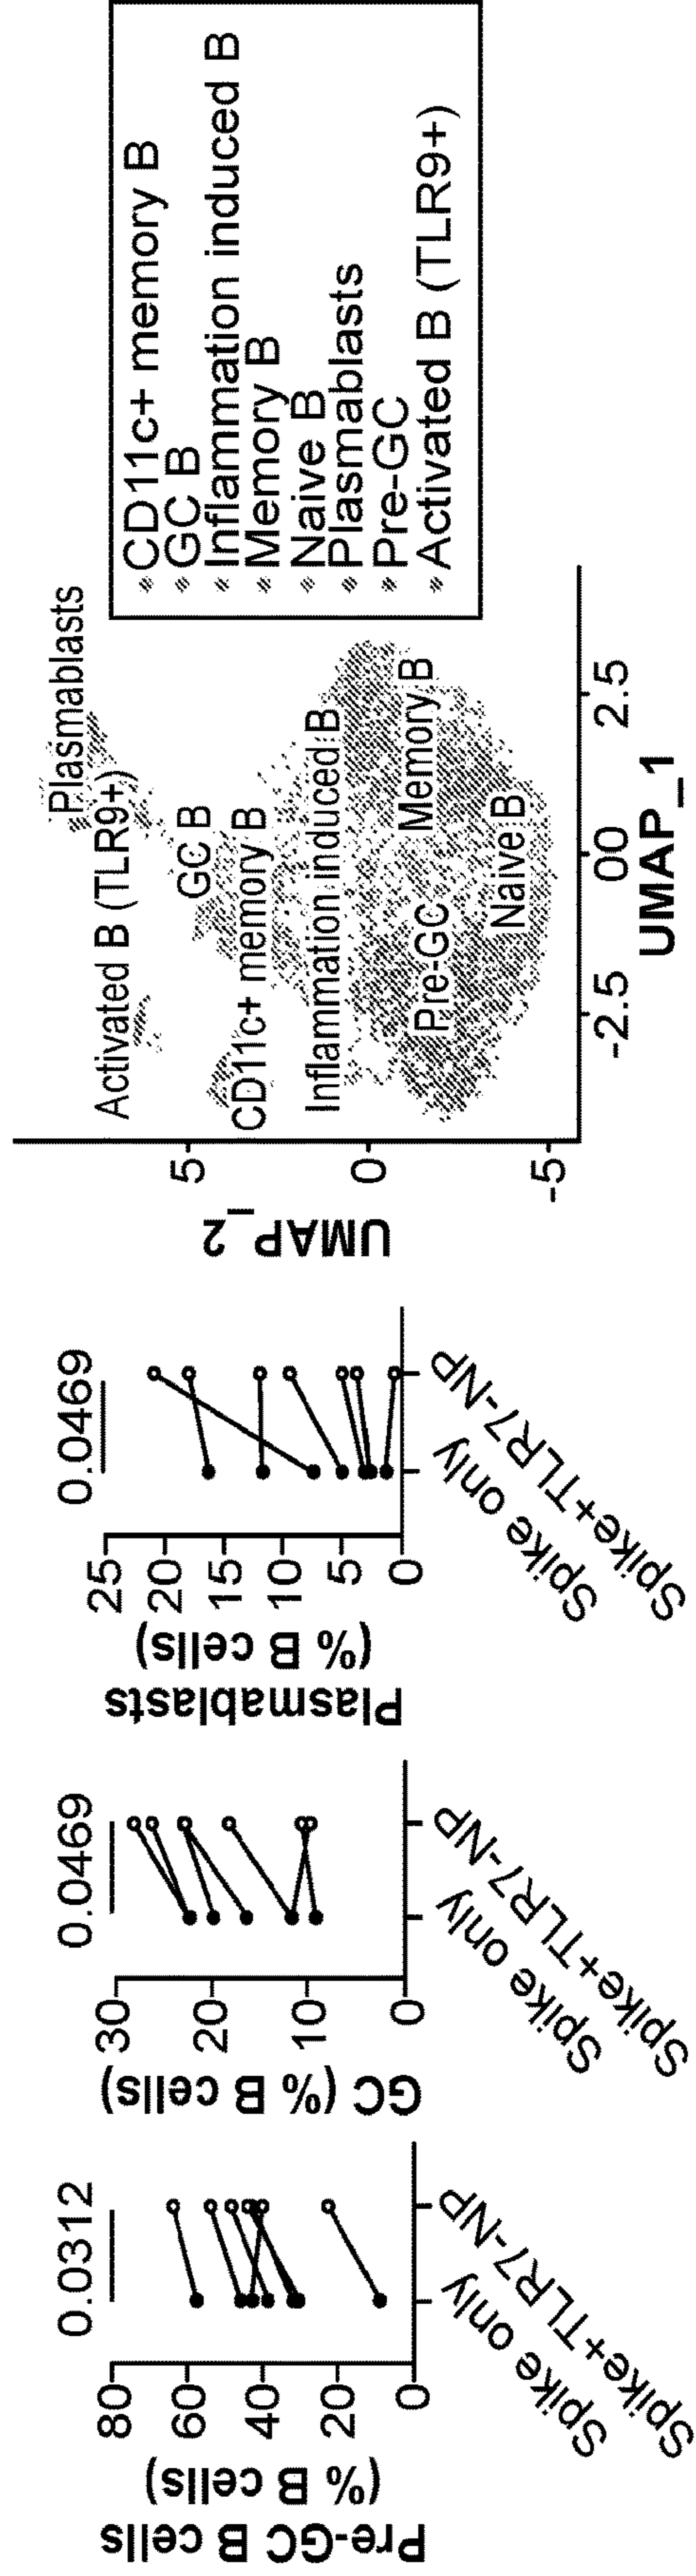 Pre-GC B cells
(% B cells)
80
60
40
20
0
0.0312
Spike only
Spike+TLR7-NP
GC (% B cells)
30
20
10
0
0.0469
Spike only
Spike+TLR7-NP
Plasmablasts
(% B cells)
25
20
15
10
5
0
0.0469
Spike only
Spike+TLR7-NP
UMAP_2
5
0
-5
Plasmablasts
Activated B (TLR9+)
GC B
CD11c+ memory B
Inflammation induced B
Memory B
Pre-GC
Naive B
-2.5
00
2.5
UMAP_1
CD11c+ memory B
GC B
Inflammation induced B
Memory B
Naive B
Plasmablasts
Pre-GC
Activated B (TLR9+)